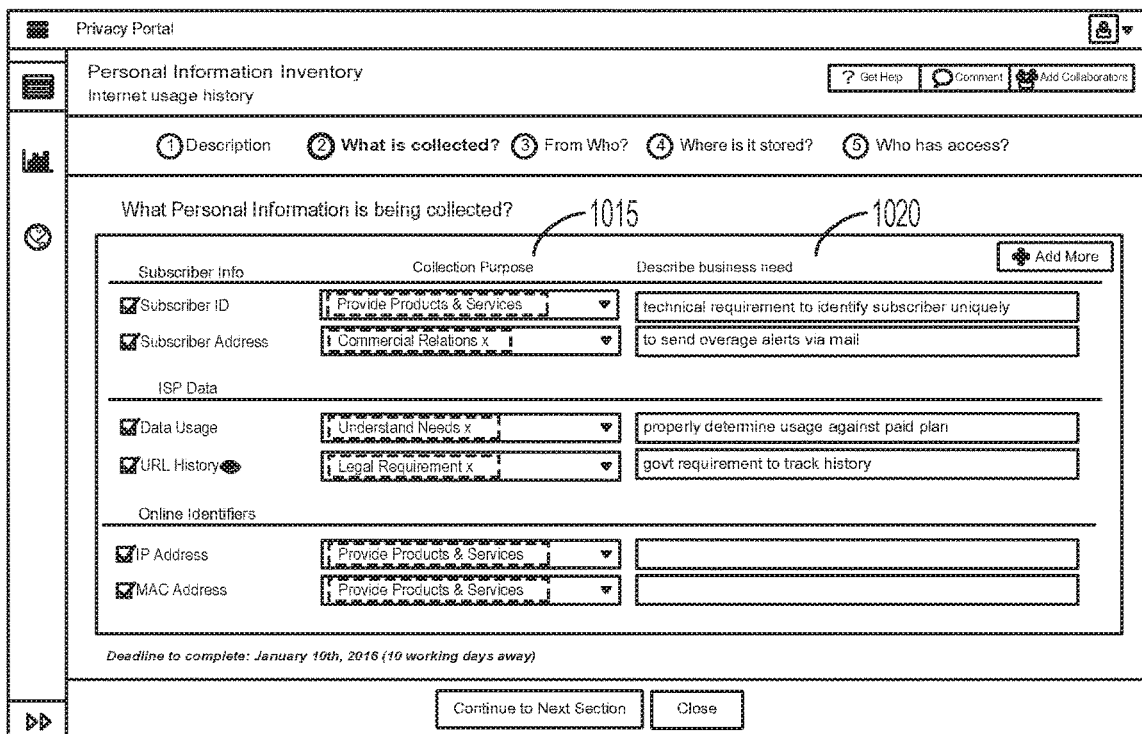 Privacy Portal
Personal Information Inventory
Internet usage history
? Get Help Comment Add Collaborators
1 Description 2 What is collected? 3 From Who? 4 Where is it stored? 5 Who has access?
What Personal Information is being collected?
1015 1020
Add More
Subscriber Info Collection Purpose Describe business need
Subscriber ID Provide Products & Services technical requirement to identify subscriber uniquely
Subscriber Address Commercial Relations x to send overage alerts via mail
ISP Data
Data Usage Understand Needs x properly determine usage against paid plan
URL History Legal Requirement x govt requirement to track history
Online Identifiers
IP Address Provide Products & Services
MAC Address Provide Products & Services
Deadline to complete: January 10th, 2016 (10 working days away)
Continue to Next Section Close